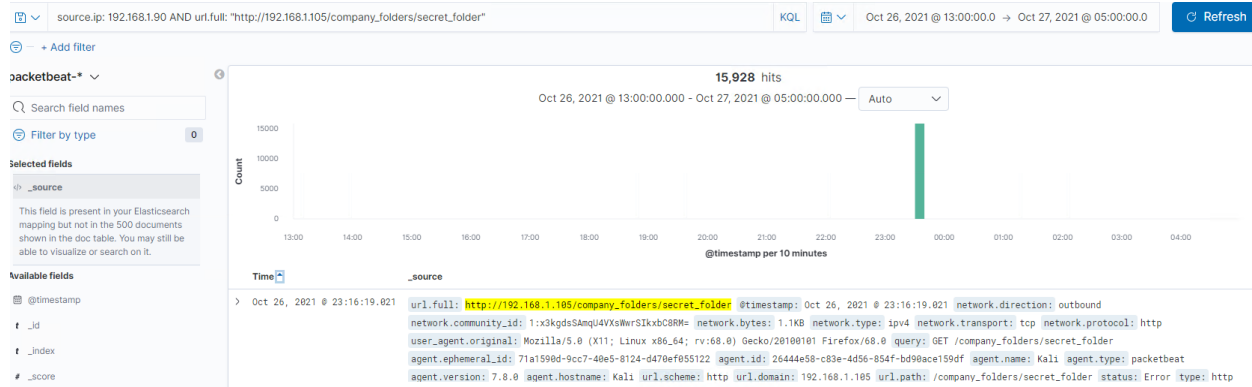 source.ip: 192.168.1.90 AND url.full: "http://192.168.1.105/company_folders/secret_folder"
KQL
Oct 26, 2021 @ 13:00:00.0 → Oct 27, 2021 @ 05:00:00.0
Refresh
+ Add filter
packetbeat-*
Search field names
Filter by type
0
Selected fields
_source
This field is present in your Elasticsearch
mapping but not in the 500 documents
shown in the doc table. You may still be
able to visualize or search on it.
Available fields
@timestamp
t _id
t _index
# _score
15,928 hits
Oct 26, 2021 @ 13:00:00.000 - Oct 27, 2021 @ 05:00:00.000 — Auto
Count
15000
10000
5000
0
13:00 14:00 15:00 16:00 17:00 18:00 19:00 20:00 21:00 22:00 23:00 00:00 01:00 02:00 03:00 04:00
@timestamp per 10 minutes
Time _source
Oct 26, 2021 @ 23:16:19.021
url.full: http://192.168.1.105/company_folders/secret_folder @timestamp: Oct 26, 2021 @ 23:16:19.021 network.direction: outbound
network.community_id: 1:x3kgdsSAmqU4VXsWwrSIkxbC8RM= network.bytes: 1.1KB network.type: ipv4 network.transport: tcp network.protocol: http
user_agent.original: Mozilla/5.0 (X11; Linux x86_64; rv:68.0) Gecko/20100101 Firefox/68.0 query: GET /company_folders/secret_folder
agent.ephemeral_id: 71a1590d-9cc7-40e5-8124-d470ef055122 agent.id: 26444e58-c83e-4d56-854f-bd90ace159df agent.name: Kali agent.type: packetbeat
agent.version: 7.8.0 agent.hostname: Kali url.scheme: http url.domain: 192.168.1.105 url.path: /company_folders/secret_folder status: Error type: http